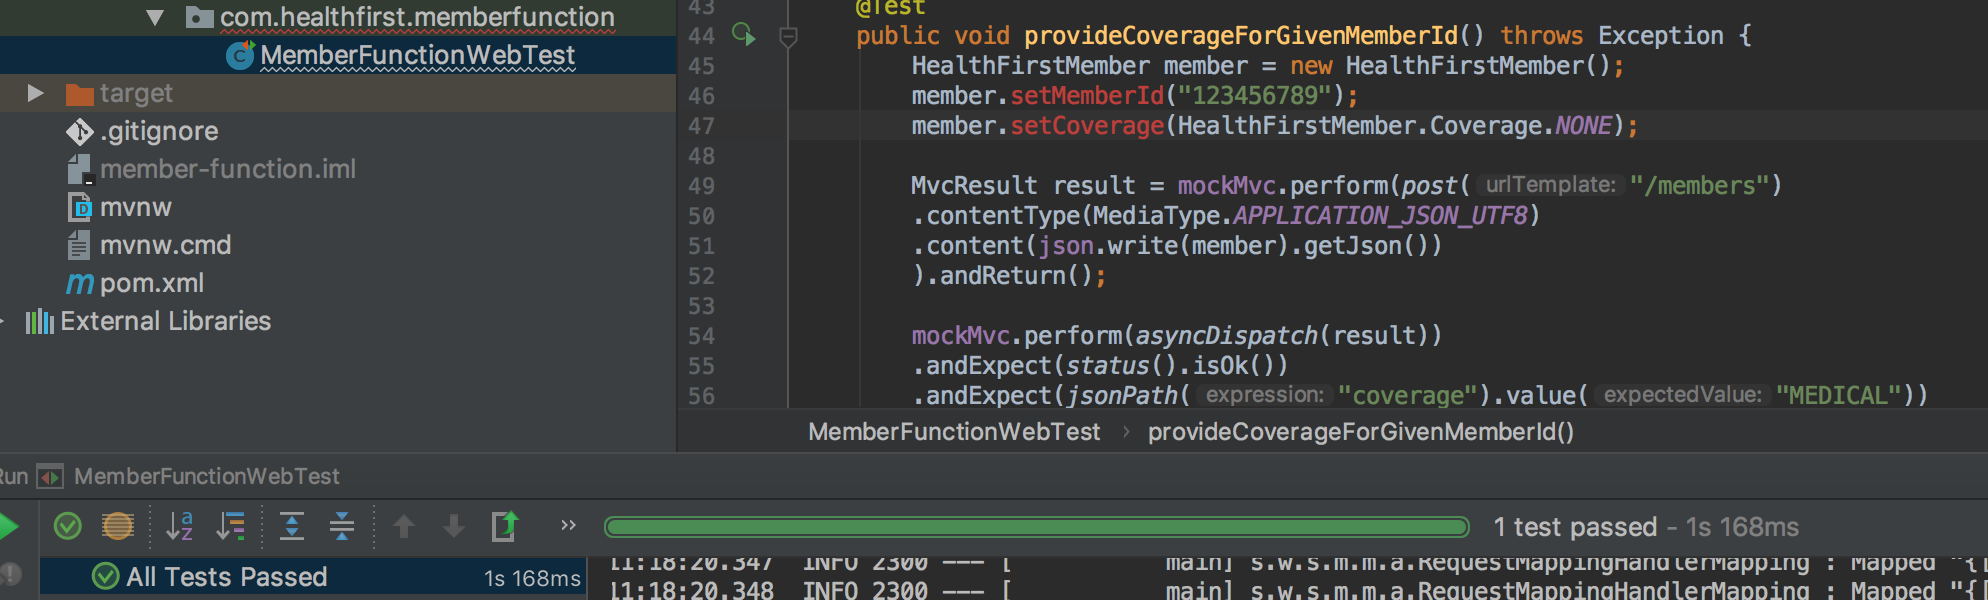 com.healthfirst.memberfunction
MemberFunctionWebTest
target
.gitignore
member-function.iml
mvnw
mvnw.cmd
pom.xml
External Libraries
43 @Test
44 public void provideCoverageForGivenMemberId() throws Exception {
45 HealthFirstMember member = new HealthFirstMember();
46 member.setMemberId("123456789");
47 member.setCoverage(HealthFirstMember.Coverage.NONE);
48
49 MvcResult result = mockMvc.perform(post( urlTemplate: "/members")
50 .contentType(MediaType.APPLICATION_JSON_UTF8)
51 .content(json.write(member).getJson())
52 ).andReturn();
53
54 mockMvc.perform(asyncDispatch(result))
55 .andExpect(status().isOk())
56 .andExpect(jsonPath( expression: "coverage").value( expectedValue: "MEDICAL"))
MemberFunctionWebTest › provideCoverageForGivenMemberId()
Run MemberFunctionWebTest
» 1 test passed - 1s 168ms
All Tests Passed 1s 168ms
11:18:20.347 INFO 2300 --- [ main] s.w.s.m.m.a.RequestMappingHandlerMapping : Mapped "{[
11:18:20.348 INFO 2300 --- [ main] s.w.s.m.m.a.RequestMappingHandlerMapping : Mapped "{[